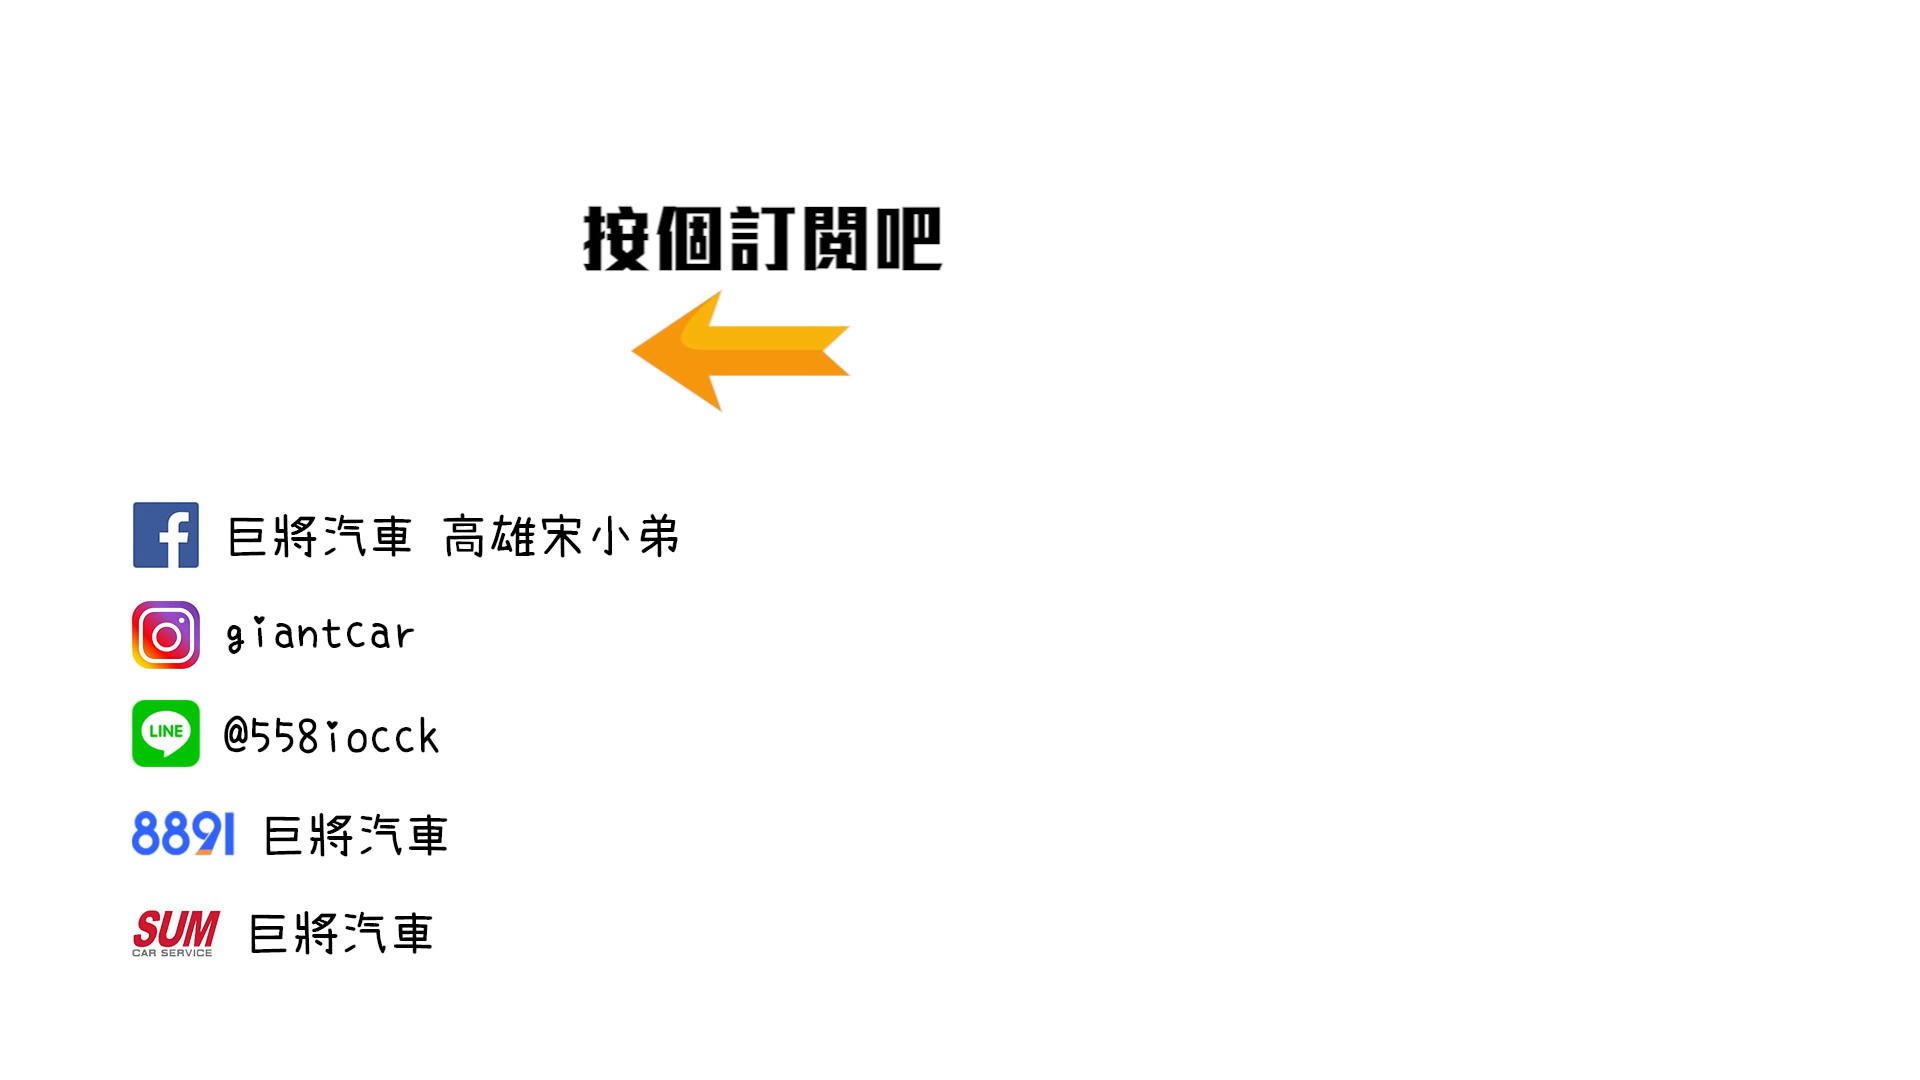 按個訂閱吧
巨將汽車 高雄宋小弟
giantcar
LINE @558iocck
8891 巨將汽車
SUM CAR SERVICE 巨將汽車